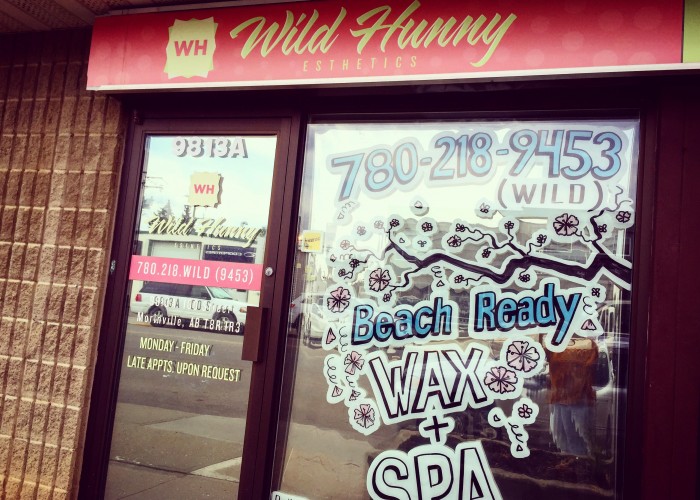 WH
Wild Hunny
ESTHETICS
9813A
WH
Wild Hunny
ESTHETICS
780.218.WILD (9453)
Morinville, AB T8R 1R3
MONDAY - FRIDAY
LATE APPTS. UPON REQUEST
780-218-9453
(WILD)
Beach Ready
WAX
+
SPA